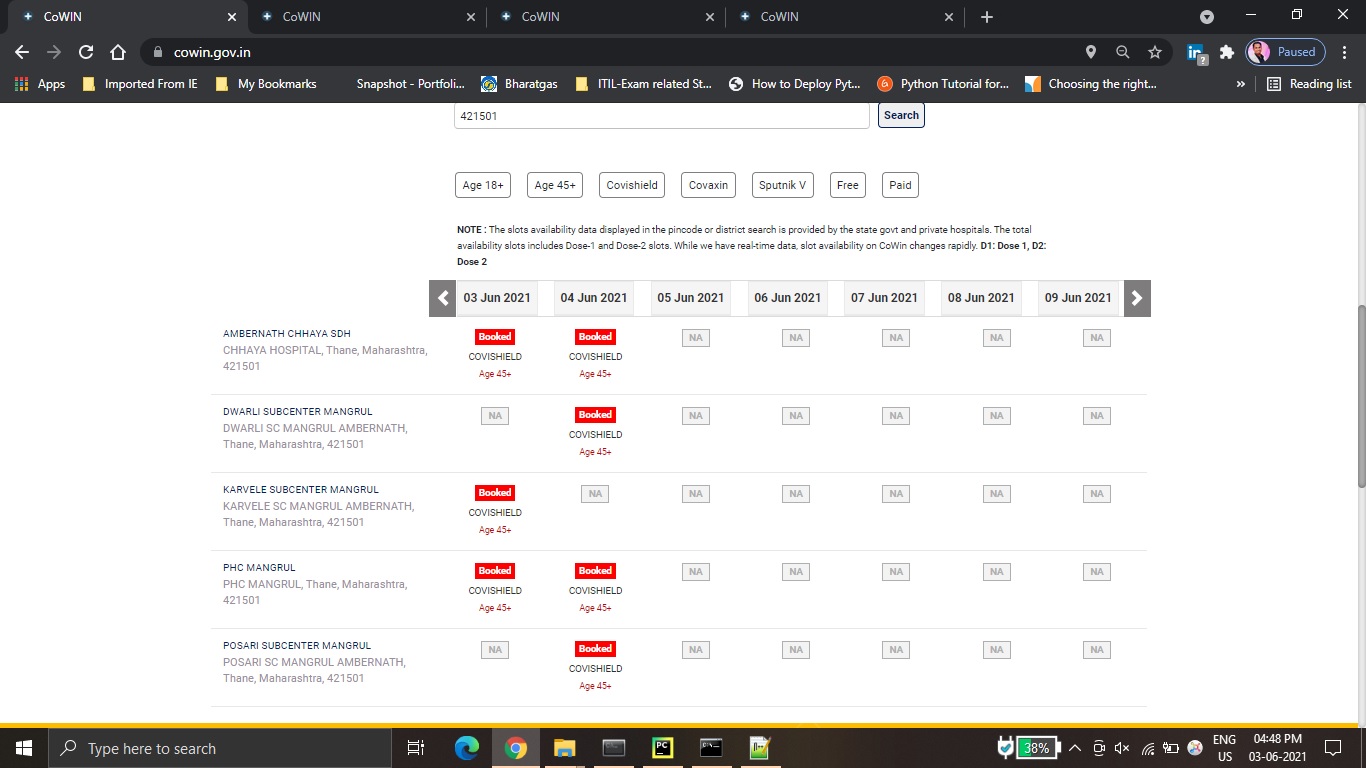 CoWIN
CoWIN
CoWIN
CoWIN
cowin.gov.in
Paused
Apps
Imported From IE
My Bookmarks
Snapshot - Portfoli...
Bharatgas
ITIL-Exam related St...
How to Deploy Pyt...
Python Tutorial for...
Choosing the right...
»
Reading list
421501
Search
Age 18+
Age 45+
Covishield
Covaxin
Sputnik V
Free
Paid
NOTE : The slots availability data displayed in the pincode or district search is provided by the state govt and private hospitals. The total
availability slots includes Dose-1 and Dose-2 slots. While we have real-time data, slot availability on CoWin changes rapidly. D1: Dose 1, D2:
Dose 2
03 Jun 2021
04 Jun 2021
05 Jun 2021
06 Jun 2021
07 Jun 2021
08 Jun 2021
09 Jun 2021
AMBERNATH CHHAYA SDH
CHHAYA HOSPITAL, Thane, Maharashtra,
421501
Booked
COVISHIELD
Age 45+
Booked
COVISHIELD
Age 45+
NA
NA
NA
NA
NA
DWARLI SUBCENTER MANGRUL
DWARLI SC MANGRUL AMBERNATH,
Thane, Maharashtra, 421501
NA
Booked
COVISHIELD
Age 45+
NA
NA
NA
NA
NA
KARVELE SUBCENTER MANGRUL
KARVELE SC MANGRUL AMBERNATH,
Thane, Maharashtra, 421501
Booked
COVISHIELD
Age 45+
NA
NA
NA
NA
NA
NA
PHC MANGRUL
PHC MANGRUL, Thane, Maharashtra,
421501
Booked
COVISHIELD
Age 45+
Booked
COVISHIELD
Age 45+
NA
NA
NA
NA
NA
POSARI SUBCENTER MANGRUL
POSARI SC MANGRUL AMBERNATH,
Thane, Maharashtra, 421501
NA
Booked
COVISHIELD
Age 45+
NA
NA
NA
NA
NA
Type here to search
PC
38%
ENG
US
04:48 PM
03-06-2021